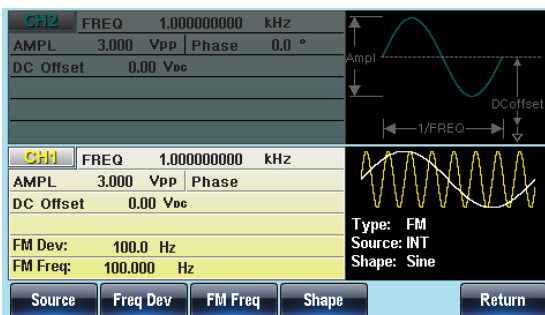 CH2 FREQ 1.000000000 kHz
AMPL 3.000 VPP Phase 0.0 °
DC Offset 0.00 VDC
Ampl
DCoffset
1/FREQ
CH1 FREQ 1.000000000 kHz
AMPL 3.000 VPP Phase
DC Offset 0.00 VDC
Type: FM
FM Dev: 100.0 Hz
Source: INT
FM Freq: 100.000 Hz
Shape: Sine
Source Freq Dev FM Freq Shape Return